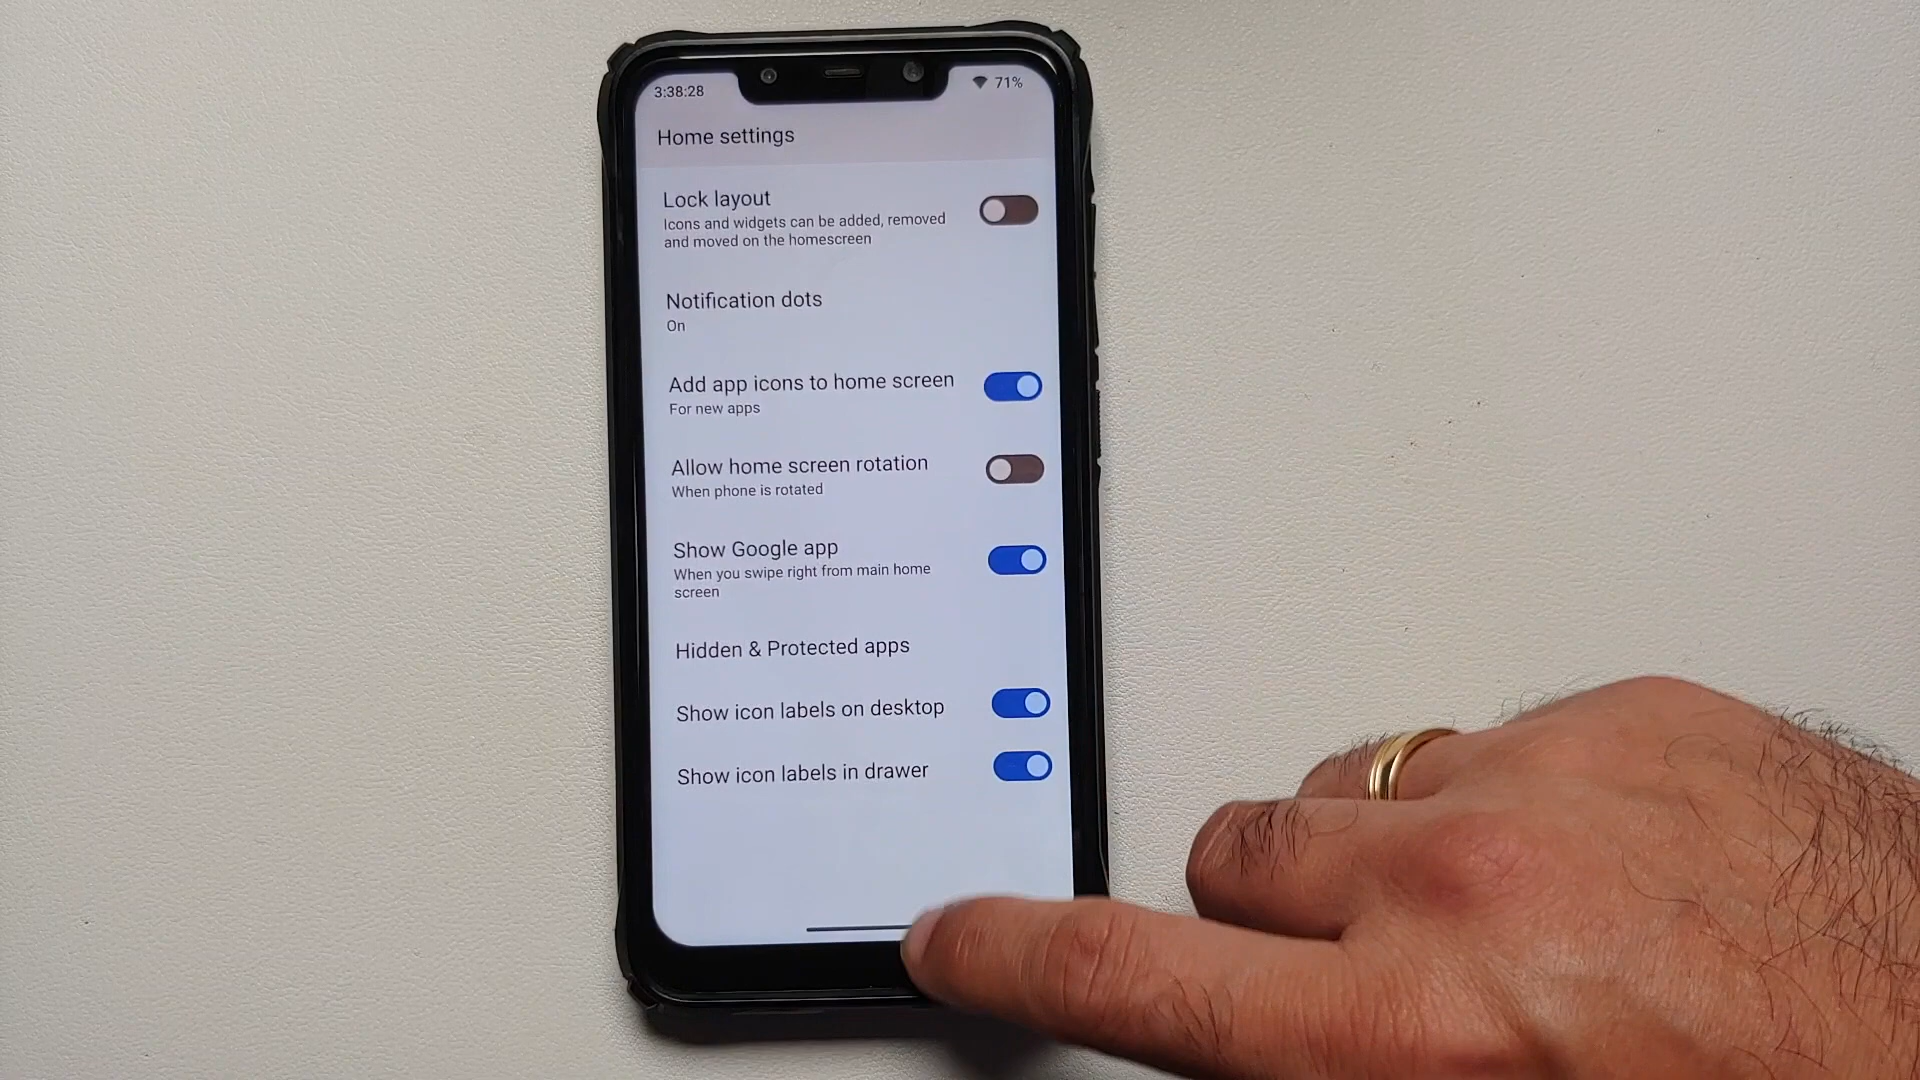 3:38:28
71%
Home settings
Lock layout
Icons and widgets can be added, removed
and moved on the homescreen
Notification dots
On
Add app icons to home screen
For new apps
Allow home screen rotation
When phone is rotated
Show Google app
When you swipe right from main home
screen
Hidden & Protected apps
Show icon labels on desktop
Show icon labels in drawer